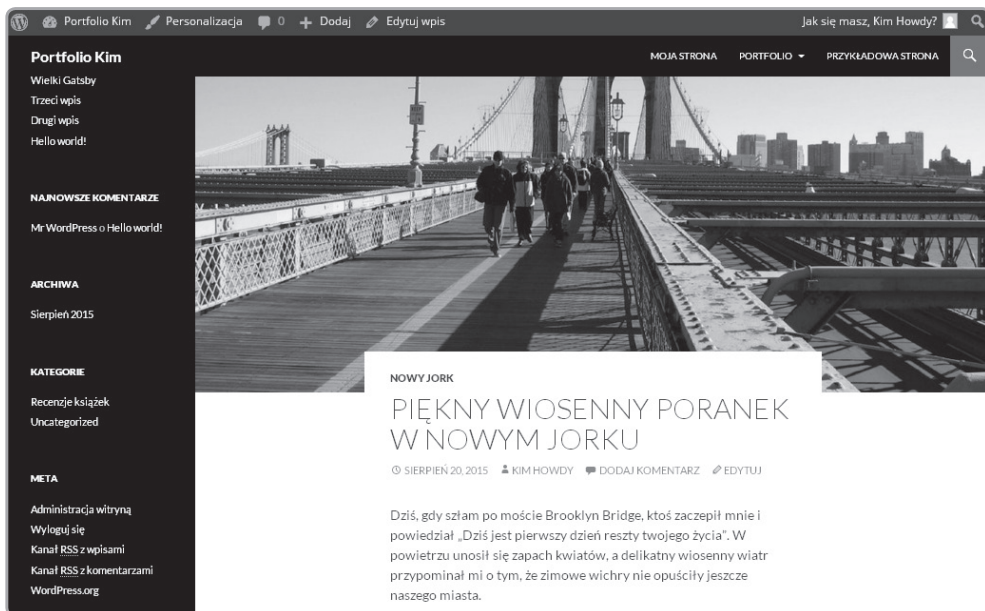 Portfolio Kim Personalizacja 0 Dodaj Edytuj wpis Jak się masz, Kim Howdy?
Portfolio Kim MOJA STRONA PORTFOLIO PRZYKŁADOWA STRONA
Wielki Gatsby
Trzeci wpis
Drugi wpis
Hello world!
NAJNOWSZE KOMENTARZE
Mr WordPress o Hello world!
ARCHIWA
Sierpień 2015
KATEGORIE
Recenzje książek
Uncategorized
META
Administracja witryną
Wyloguj się
Kanał RSS z wpisami
Kanał RSS z komentarzami
WordPress.org
NOWY JORK
PIĘKNY WIOSENNY PORANEK
W NOWYM JORKU
SIERPIEŃ 20, 2015 KIM HOWDY DODAJ KOMENTARZ EDYTUJ
Dziś, gdy szłam po moście Brooklyn Bridge, ktoś zaczepił mnie i
powiedział „Dziś jest pierwszy dzień reszty twojego życia”. W
powietrzu unosił się zapach kwiatów, a delikatny wiosenny wiatr
przypominał mi o tym, że zimowe wichry nie opuściły jeszcze
naszego miasta.